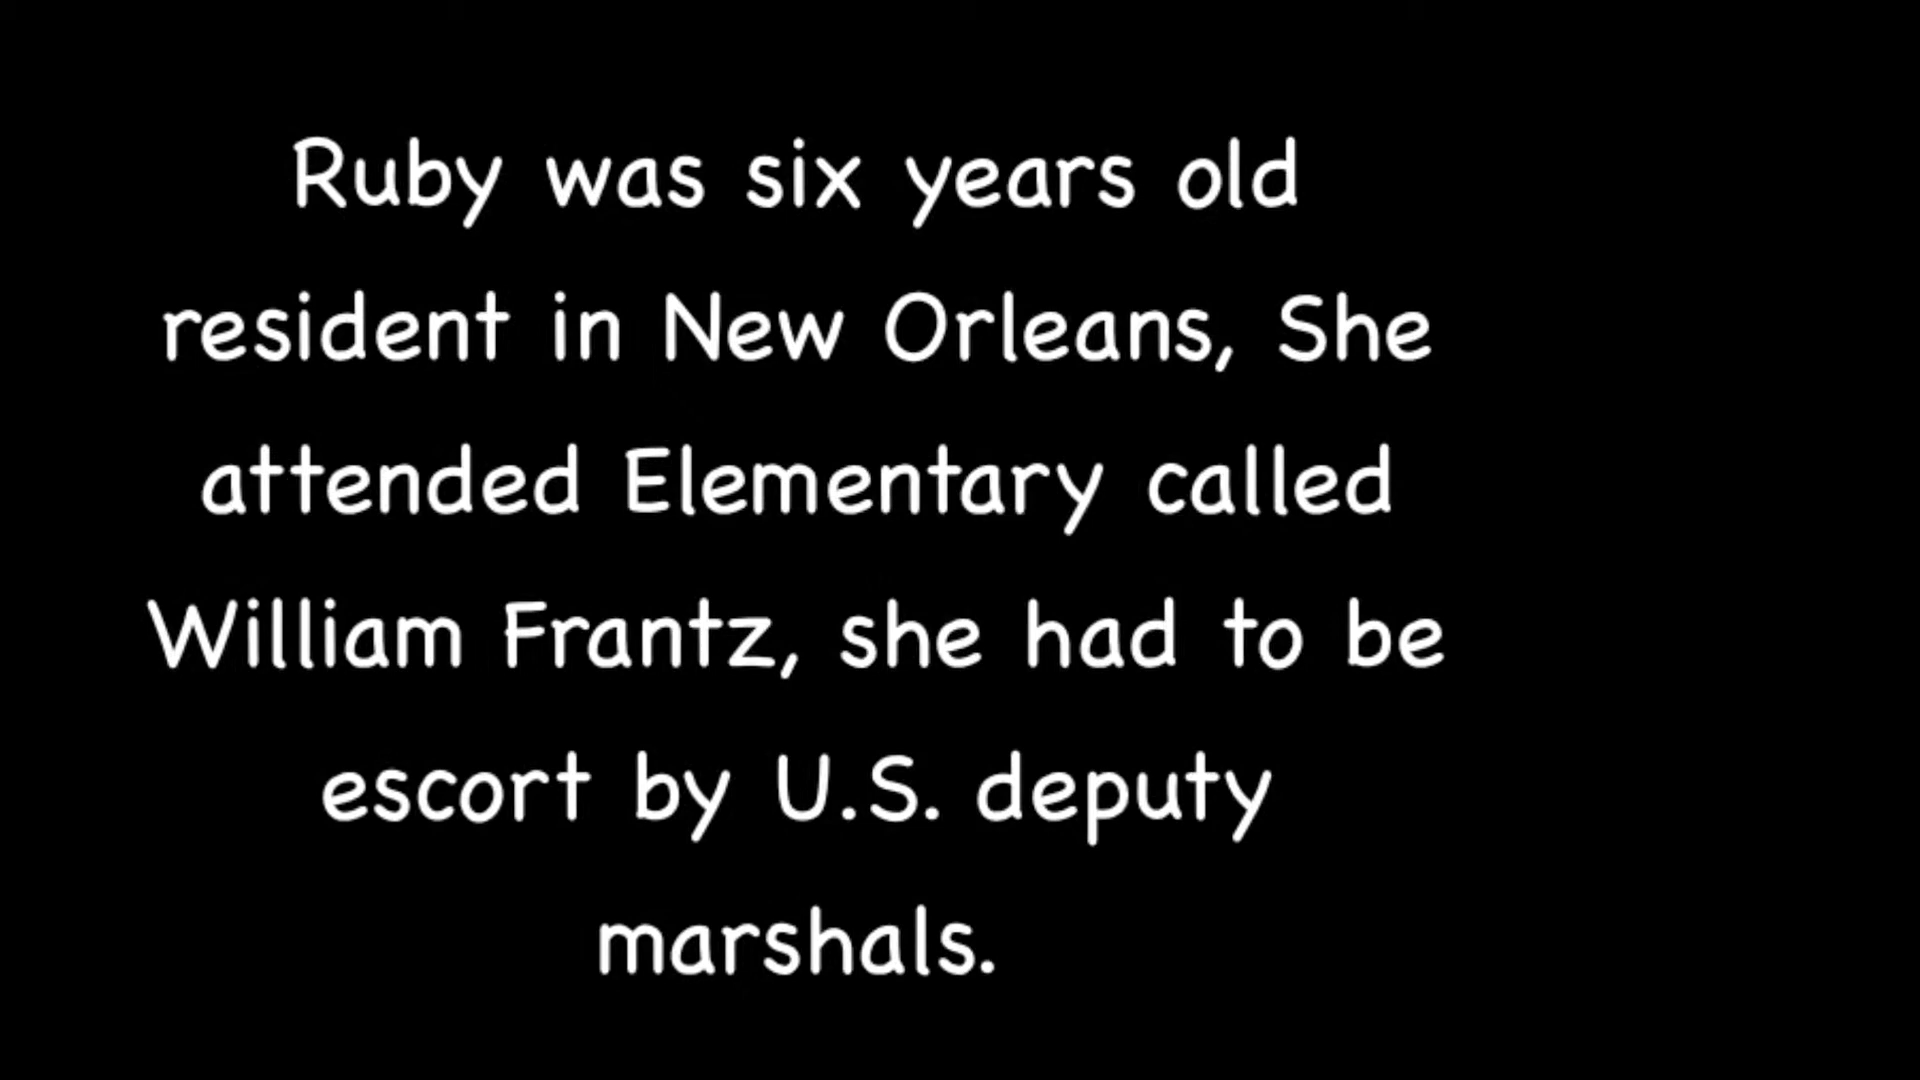 Ruby was six years old
resident in New Orleans, She
attended Elementary called
William Frantz, she had to be
escort by U.S. deputy
marshals.